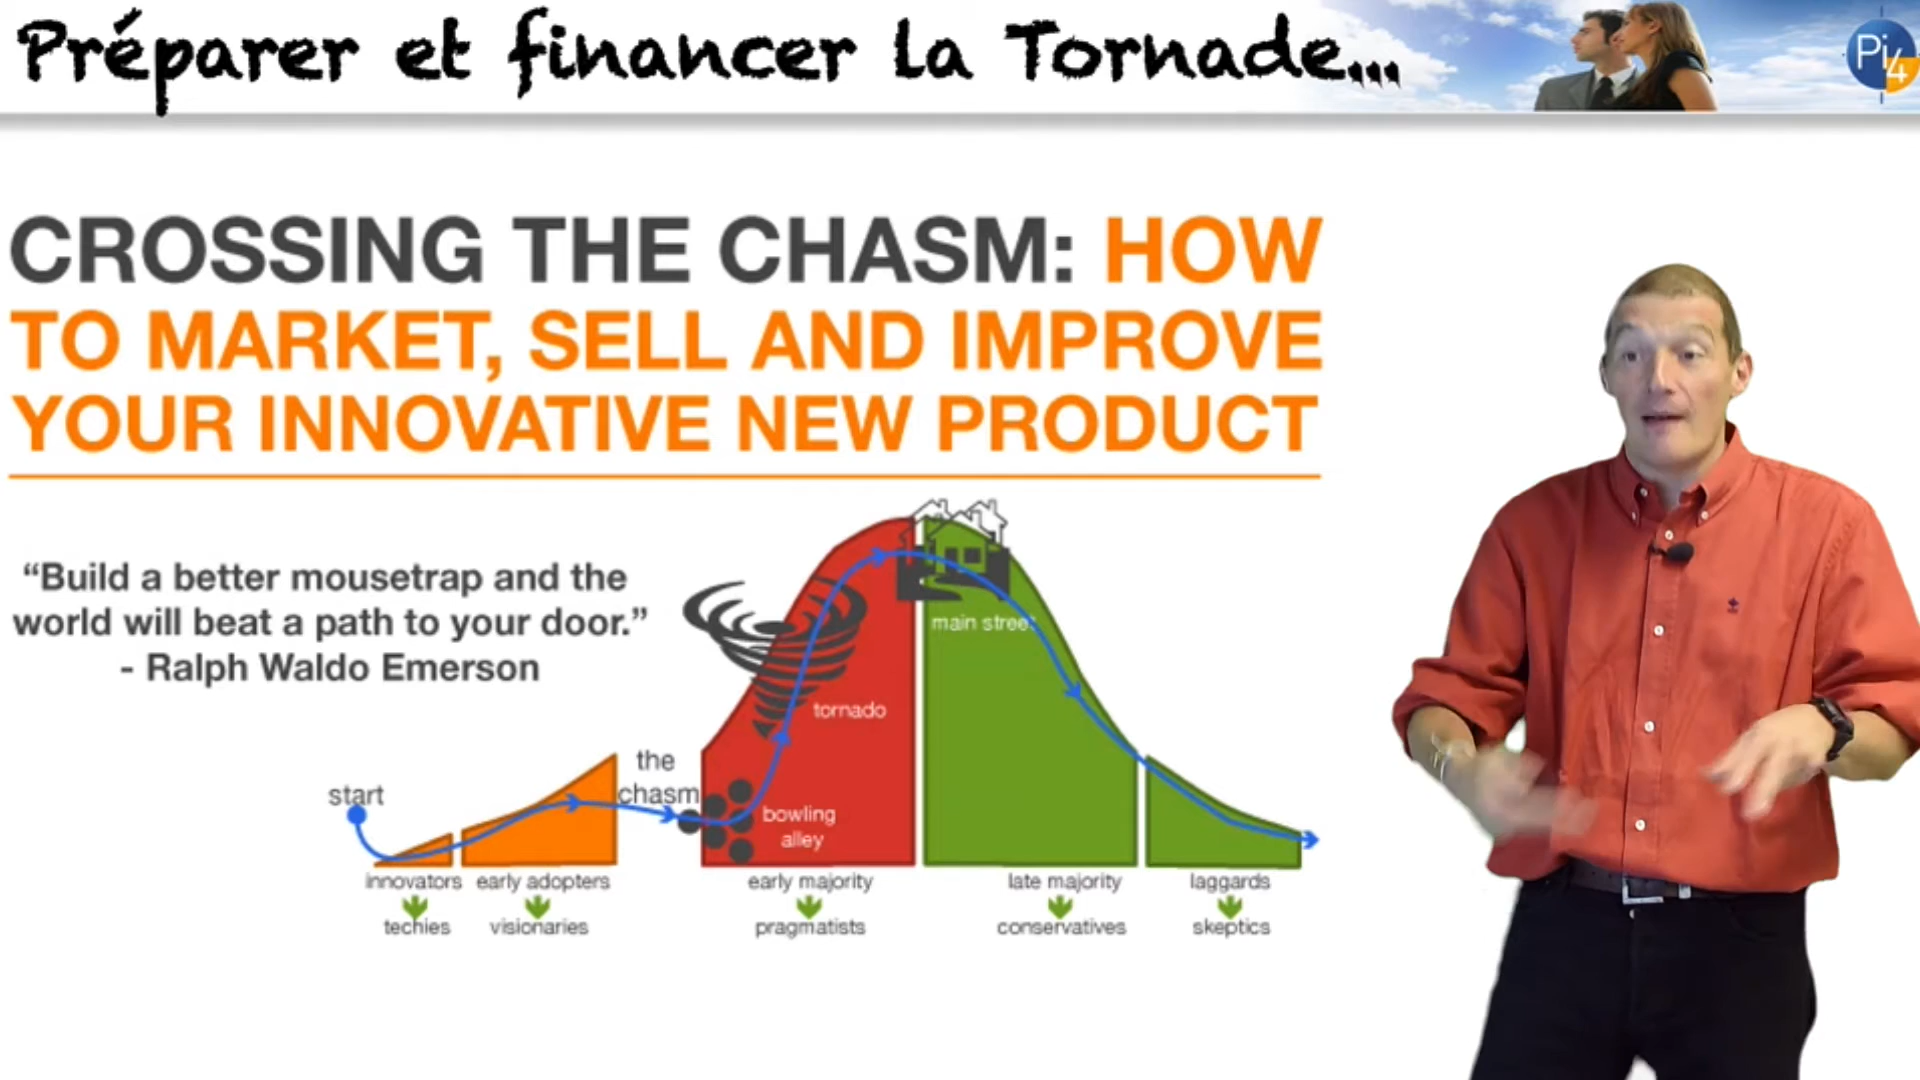 Préparer et financer la Tornade...
Pi4
CROSSING THE CHASM: HOW
TO MARKET, SELL AND IMPROVE
YOUR INNOVATIVE NEW PRODUCT
“Build a better mousetrap and the
world will beat a path to your door.”
- Ralph Waldo Emerson
main street
tornado
the
chasm
start
bowling
alley
innovators early adopters early majority late majority laggards
techies visionaries pragmatists conservatives skeptics